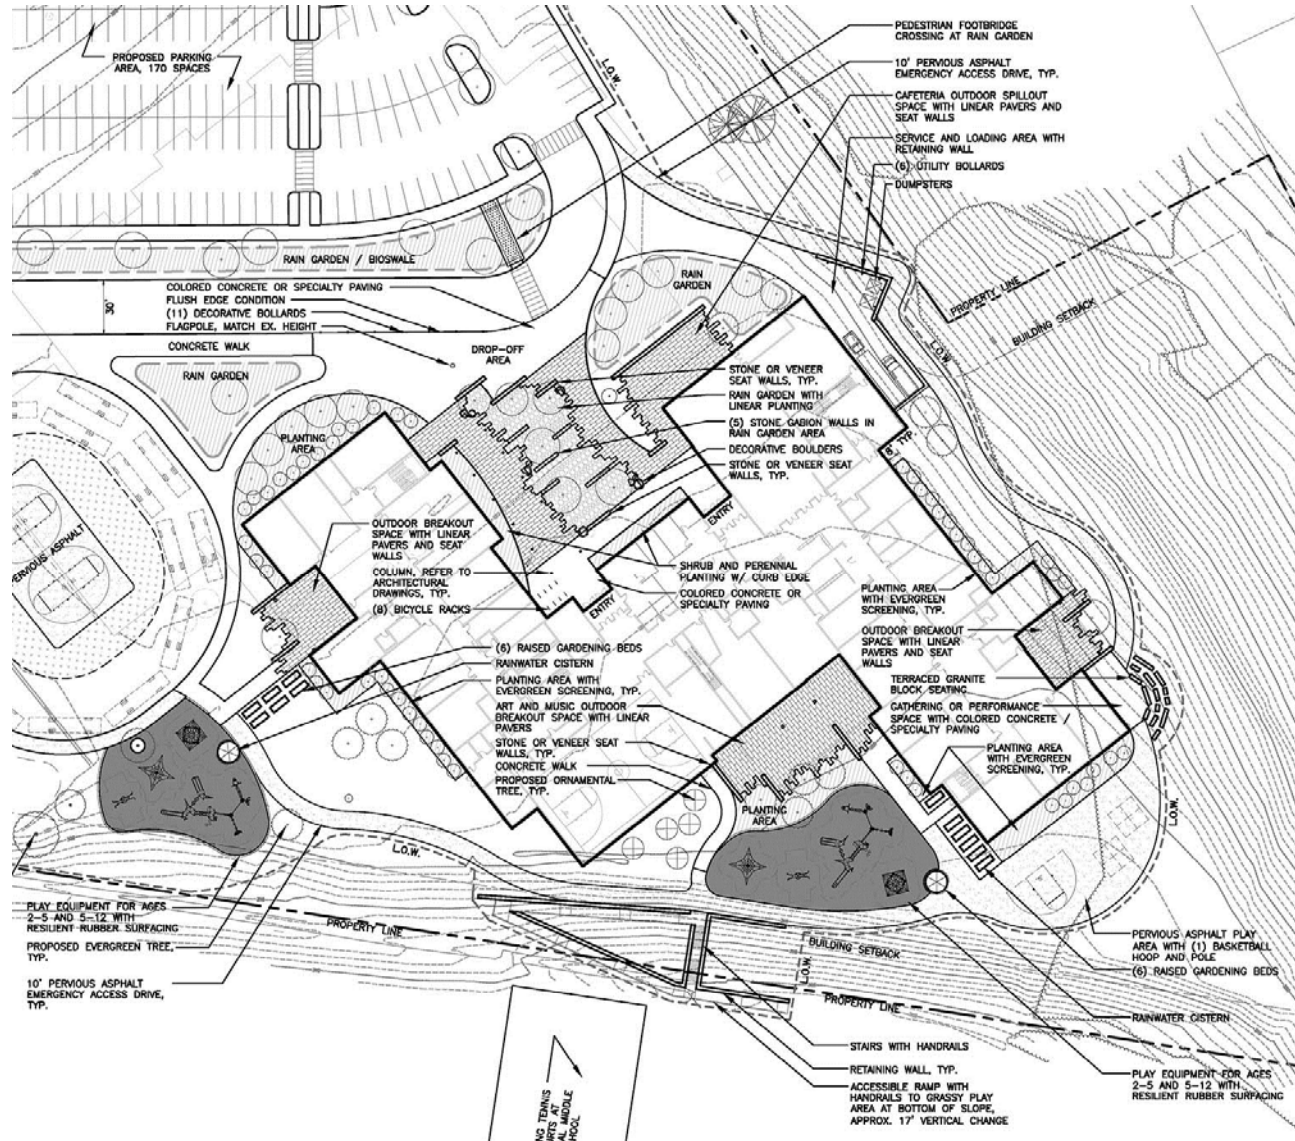 PROPOSED PARKING
AREA, 170 SPACES
L.O.W.
PEDESTRIAN FOOTBRIDGE
CROSSING AT RAIN GARDEN
10' PERVIOUS ASPHALT
EMERGENCY ACCESS DRIVE, TYP.
CAFETERIA OUTDOOR SPILLOUT
SPACE WITH LINEAR PAVERS AND
SEAT WALLS
SERVICE AND LOADING AREA WITH
RETAINING WALL
(6) UTILITY BOLLARDS
DUMPSTERS
RAIN GARDEN / BIOSWALE
30'
COLORED CONCRETE OR SPECIALTY PAVING
FLUSH EDGE CONDITION
(11) DECORATIVE BOLLARDS
FLAGPOLE, MATCH EX. HEIGHT
CONCRETE WALK
RAIN GARDEN
DROP-OFF
AREA
RAIN
GARDEN
PROPERTY LINE
BUILDING SETBACK
L.O.W.
STONE OR VENEER
SEAT WALLS, TYP.
RAIN GARDEN WITH
LINEAR PLANTING
(5) STONE GABION WALLS IN
RAIN GARDEN AREA
DECORATIVE BOULDERS
STONE OR VENEER SEAT
WALLS, TYP.
8' TYP.
PLANTING
AREA
PERVIOUS ASPHALT
OUTDOOR BREAKOUT
SPACE WITH LINEAR
PAVERS AND SEAT
WALLS
COLUMN, REFER TO
ARCHITECTURAL
DRAWINGS, TYP.
(8) BICYCLE RACKS
ENTRY
ENTRY
SHRUB AND PERENNIAL
PLANTING W/ CURB EDGE
COLORED CONCRETE OR
SPECIALTY PAVING
PLANTING AREA
WITH EVERGREEN
SCREENING, TYP.
OUTDOOR BREAKOUT
SPACE WITH LINEAR
PAVERS AND SEAT
WALLS
TERRACED GRANITE
BLOCK SEATING
GATHERING OR PERFORMANCE
SPACE WITH COLORED CONCRETE /
SPECIALTY PAVING
PLANTING AREA
WITH EVERGREEN
SCREENING, TYP.
(6) RAISED GARDENING BEDS
RAINWATER CISTERN
PLANTING AREA WITH
EVERGREEN SCREENING, TYP.
ART AND MUSIC OUTDOOR
BREAKOUT SPACE WITH LINEAR
PAVERS
STONE OR VENEER SEAT
WALLS, TYP.
CONCRETE WALK
PROPOSED ORNAMENTAL
TREE, TYP.
PLANTING
AREA
L.O.W.
L.O.W.
PLAY EQUIPMENT FOR AGES
2-5 AND 5-12 WITH
RESILIENT RUBBER SURFACING
PROPOSED EVERGREEN TREE,
TYP.
10' PERVIOUS ASPHALT
EMERGENCY ACCESS DRIVE,
TYP.
PROPERTY LINE
BUILDING SETBACK
L.O.W.
PROPERTY LINE
PERVIOUS ASPHALT PLAY
AREA WITH (1) BASKETBALL
HOOP AND POLE
(6) RAISED GARDENING BEDS
RAINWATER CISTERN
PLAY EQUIPMENT FOR AGES
2-5 AND 5-12 WITH
RESILIENT RUBBER SURFACING
STAIRS WITH HANDRAILS
RETAINING WALL, TYP.
ACCESSIBLE RAMP WITH
HANDRAILS TO GRASSY PLAY
AREA AT BOTTOM OF SLOPE,
APPROX. 17' VERTICAL CHANGE
NG TENNIS
RTS AT
AL MIDDLE
HOOL